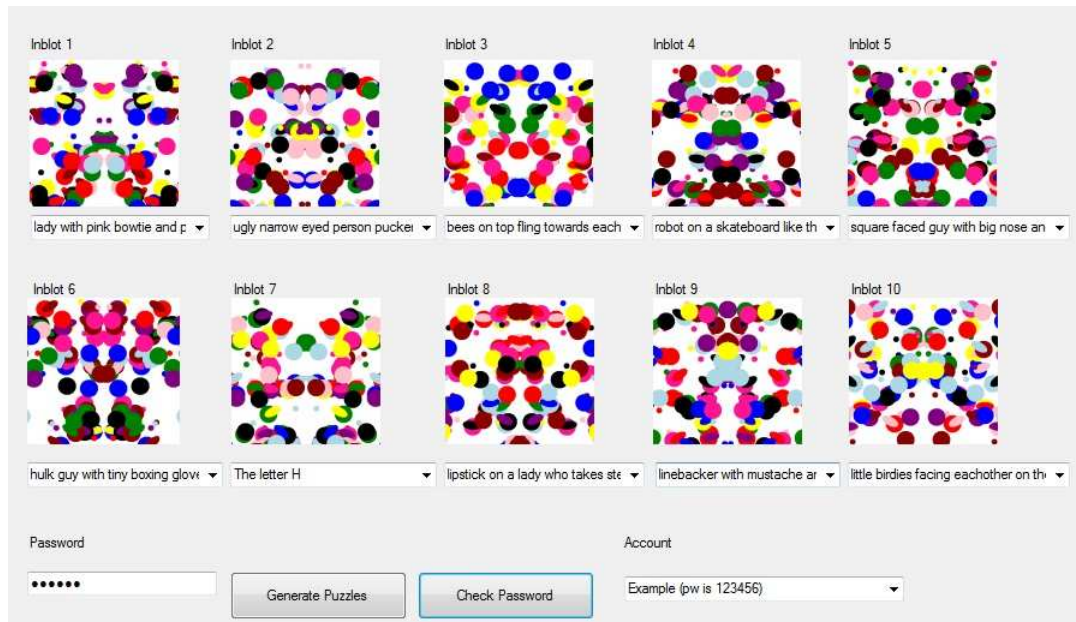 Inblot 1
Inblot 2
Inblot 3
Inblot 4
Inblot 5
lady with pink bowtie and p
ugly narrow eyed person pucker
bees on top fling towards each
robot on a skateboard like th
square faced guy with big nose an
Inblot 6
Inblot 7
Inblot 8
Inblot 9
Inblot 10
hulk guy with tiny boxing glove
The letter H
lipstick on a lady who takes ste
linebacker with mustache ar
little birdies facing eachother on the
Password
Account
••••••
Generate Puzzles
Check Password
Example (pw is 123456)